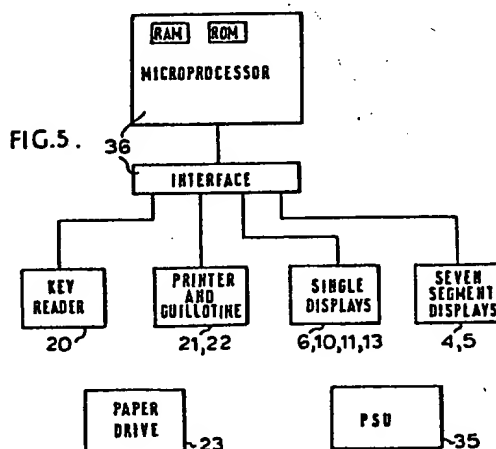 RAM ROM
MICROPROCESSOR
FIG.5. 36
INTERFACE
KEY READER
20
PRINTER AND GUILLOTINE
21,22
SINGLE DISPLAYS
6,10,11,13
SEVEN SEGMENT DISPLAYS
4,5
PAPER DRIVE
23
PSU
35